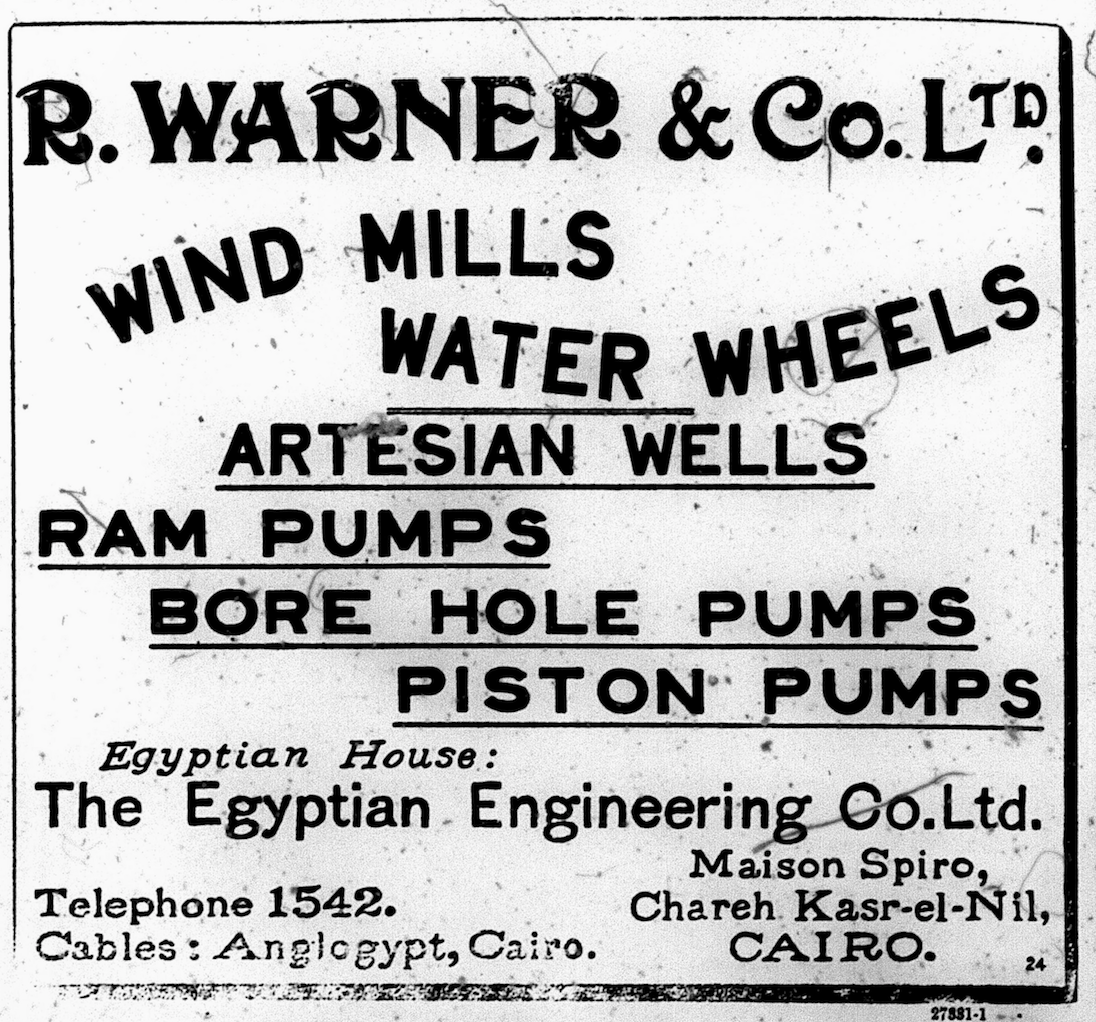 R. WARNER & Co. LTD.
WIND MILLS
WATER WHEELS
ARTESIAN WELLS
RAM PUMPS
BORE HOLE PUMPS
PISTON PUMPS
Egyptian House:
The Egyptian Engineering Co. Ltd.
Maison Spiro,
Telephone 1542. Chareh Kasr-el-Nil,
Cables: Anglogypt, Cairo. CAIRO.
24
27881-1